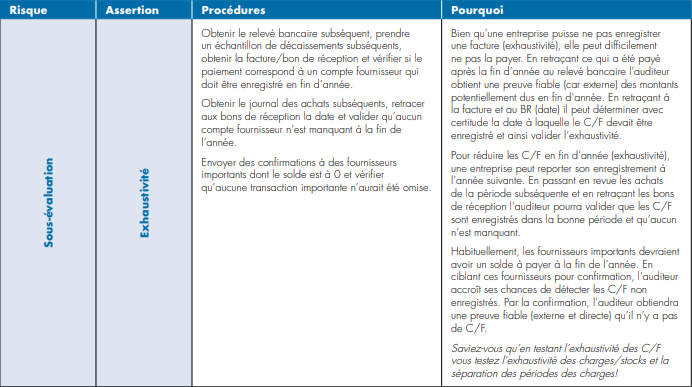 Risque Assertion Procédures Pourquoi
Sous-évaluation
Exhaustivité
Obtenir le relevé bancaire subséquent, prendre
un échantillon de décaissements subséquents,
obtenir la facture/bon de réception et vérifier si le
paiement correspond à un compte fournisseur qui
doit être enregistré en fin d’année.
Obtenir le journal des achats subséquents, retracer
aux bons de réception la date et valider qu’aucun
compte fournisseur n’est manquant à la fin de
l’année.
Envoyer des confirmations à des fournisseurs
importants dont le solde est à 0 et vérifier
qu’aucune transaction importante n’aurait été omise.
Bien qu’une entreprise puisse ne pas enregistrer
une facture (exhaustivité), elle peut difficilement
ne pas la payer. En retraçant ce qui a été payé
après la fin d’année au relevé bancaire l’auditeur
obtient une preuve fiable (car externe) des montants
potentiellement dus en fin d’année. En retraçant à
la facture et au BR (date) il peut déterminer avec
certitude la date à laquelle le C/F devait être
enregistré et ainsi valider l’exhaustivité.
Pour réduire les C/F en fin d’année (exhaustivité),
une entreprise peut reporter son enregistrement à
l’année suivante. En passant en revue les achats
de la période subséquente et en retraçant les bons
de réception l’auditeur pourra valider que les C/F
sont enregistrés dans la bonne période et qu’aucun
n’est manquant.
Habituellement, les fournisseurs importants devraient
avoir un solde à payer à la fin de l’année. En
ciblant ces fournisseurs pour confirmation, l’auditeur
accroît ses chances de détecter les C/F non
enregistrés. Par la confirmation, l’auditeur obtiendra
une preuve fiable (externe et directe) qu’il n’y a pas
de C/F.
Saviez-vous qu’en testant l’exhaustivité des C/F
vous testez l’exhaustivité des charges/stocks et la
séparation des périodes des charges!